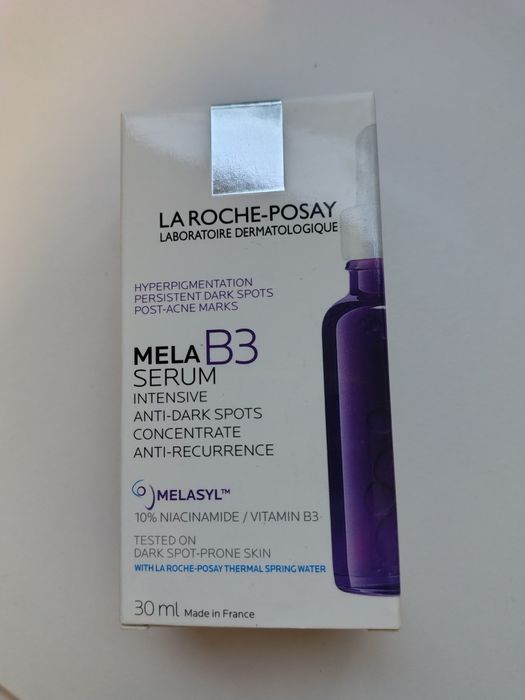 LA ROCHE-POSAY
LABORATOIRE DERMATOLOGIQUE
HYPERPIGMENTATION
PERSISTENT DARK SPOTS
POST-ACNE MARKS
MELA B3
SERUM
INTENSIVE
ANTI-DARK SPOTS
CONCENTRATE
ANTI-RECURRENCE
MELASYL™
10% NIACINAMIDE / VITAMIN B3
TESTED ON
DARK SPOT-PRONE SKIN
WITH LA ROCHE-POSAY THERMAL SPRING WATER
30 ml Made in France